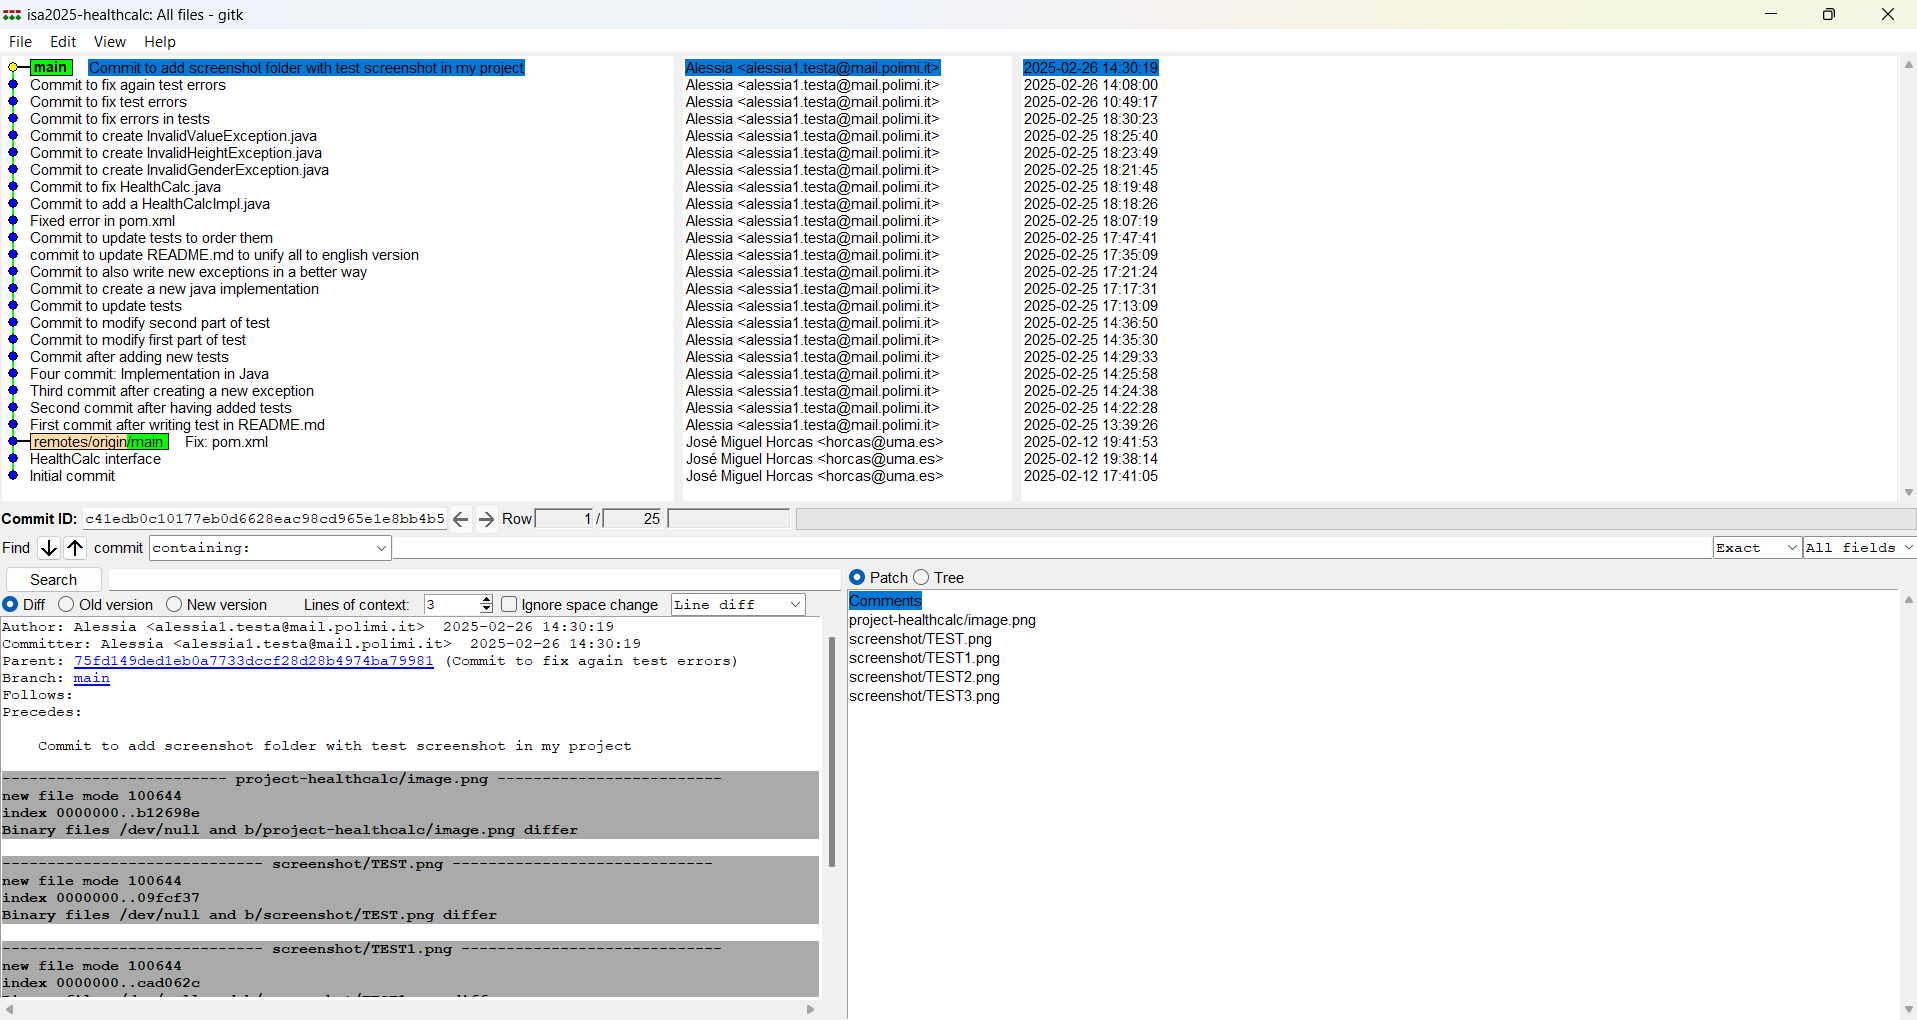 isa2025-healthcalc: All files - gitk
File Edit View Help
main Commit to add screenshot folder with test screenshot in my project Alessia <alessia1.testa@mail.polimi.it> 2025-02-26 14:30:19
Commit to fix again test errors Alessia <alessia1.testa@mail.polimi.it> 2025-02-26 14:08:00
Commit to fix test errors Alessia <alessia1.testa@mail.polimi.it> 2025-02-26 10:49:17
Commit to fix errors in tests Alessia <alessia1.testa@mail.polimi.it> 2025-02-25 18:30:23
Commit to create InvalidValueException.java Alessia <alessia1.testa@mail.polimi.it> 2025-02-25 18:25:40
Commit to create InvalidHeightException.java Alessia <alessia1.testa@mail.polimi.it> 2025-02-25 18:23:49
Commit to create InvalidGenderException.java Alessia <alessia1.testa@mail.polimi.it> 2025-02-25 18:21:45
Commit to fix HealthCalc.java Alessia <alessia1.testa@mail.polimi.it> 2025-02-25 18:19:48
Commit to add a HealthCalcImpl.java Alessia <alessia1.testa@mail.polimi.it> 2025-02-25 18:18:26
Fixed error in pom.xml Alessia <alessia1.testa@mail.polimi.it> 2025-02-25 18:07:19
Commit to update tests to order them Alessia <alessia1.testa@mail.polimi.it> 2025-02-25 17:47:41
commit to update README.md to unify all to english version Alessia <alessia1.testa@mail.polimi.it> 2025-02-25 17:35:09
Commit to also write new exceptions in a better way Alessia <alessia1.testa@mail.polimi.it> 2025-02-25 17:21:24
Commit to create a new java implementation Alessia <alessia1.testa@mail.polimi.it> 2025-02-25 17:17:31
Commit to update tests Alessia <alessia1.testa@mail.polimi.it> 2025-02-25 17:13:09
Commit to modify second part of test Alessia <alessia1.testa@mail.polimi.it> 2025-02-25 14:36:50
Commit to modify first part of test Alessia <alessia1.testa@mail.polimi.it> 2025-02-25 14:35:30
Commit after adding new tests Alessia <alessia1.testa@mail.polimi.it> 2025-02-25 14:29:33
Four commit: Implementation in Java Alessia <alessia1.testa@mail.polimi.it> 2025-02-25 14:25:58
Third commit after creating a new exception Alessia <alessia1.testa@mail.polimi.it> 2025-02-25 14:24:38
Second commit after having added tests Alessia <alessia1.testa@mail.polimi.it> 2025-02-25 14:22:28
First commit after writing test in README.md Alessia <alessia1.testa@mail.polimi.it> 2025-02-25 13:39:26
remotes/origin/main Fix: pom.xml José Miguel Horcas <horcas@uma.es> 2025-02-12 19:41:53
HealthCalc interface José Miguel Horcas <horcas@uma.es> 2025-02-12 19:38:14
Initial commit José Miguel Horcas <horcas@uma.es> 2025-02-12 17:41:05
Commit ID: c41edb0c10177eb0d6628eac98cd965e1e8bb4b5 Row 1 / 25
Find commit containing: Exact All fields
Search
Patch Tree
Diff Old version New version Lines of context: 3 Ignore space change Line diff
Author: Alessia <alessia1.testa@mail.polimi.it> 2025-02-26 14:30:19
Committer: Alessia <alessia1.testa@mail.polimi.it> 2025-02-26 14:30:19
Parent: 75fd149ded1eb0a7733dccf28d28b4974ba79981 (Commit to fix again test errors)
Branch: main
Follows:
Precedes:
Commit to add screenshot folder with test screenshot in my project
------------------------- project-healthcalc/image.png -------------------------
new file mode 100644
index 0000000..b12698e
Binary files /dev/null and b/project-healthcalc/image.png differ
----------------------------- screenshot/TEST.png -----------------------------
new file mode 100644
index 0000000..09fcf37
Binary files /dev/null and b/screenshot/TEST.png differ
----------------------------- screenshot/TEST1.png -----------------------------
new file mode 100644
index 0000000..cad062c
Comments
project-healthcalc/image.png
screenshot/TEST.png
screenshot/TEST1.png
screenshot/TEST2.png
screenshot/TEST3.png